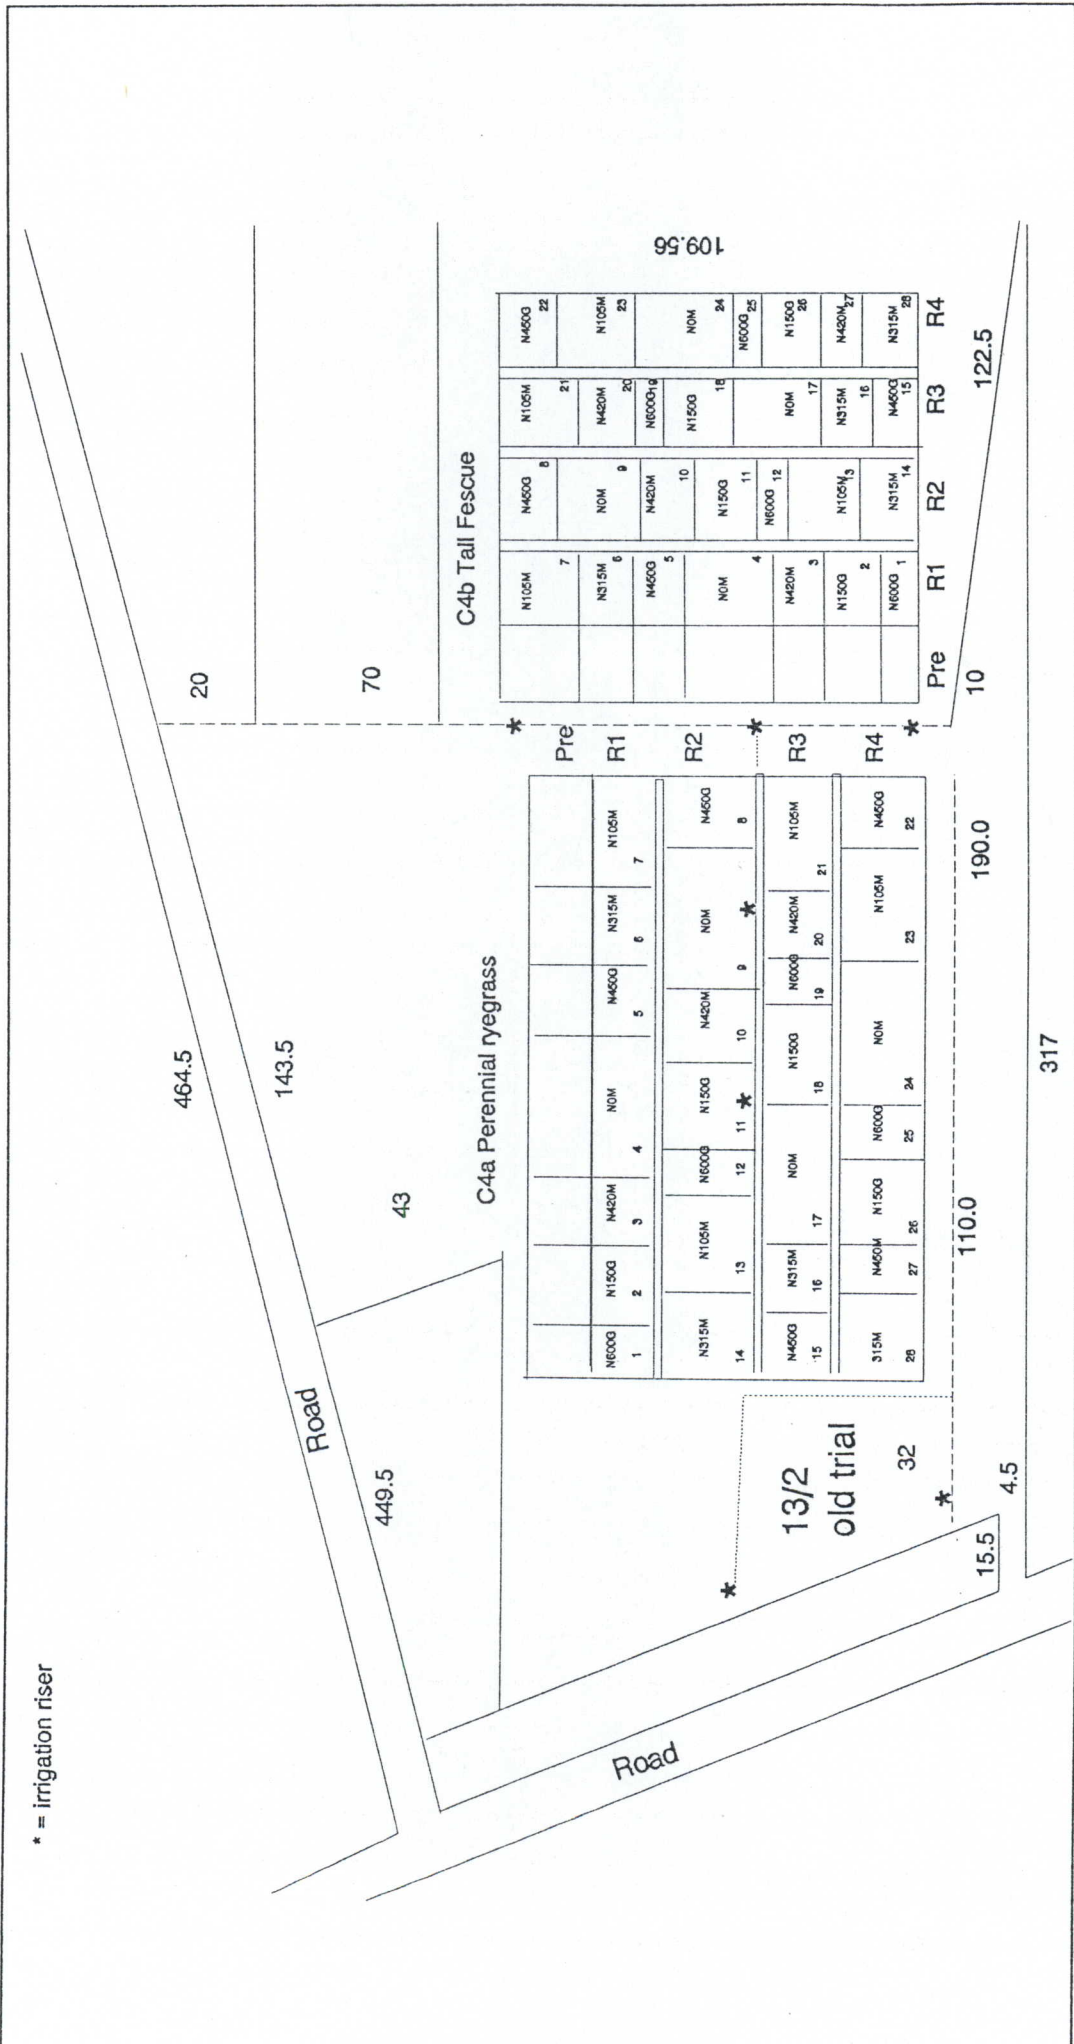 * = irrigation riser
464.5
143.5
20
70
43
Road
449.5
C4a Perennial ryegrass
C4b Tall Fescue
109.56
Pre
R1
R2
R3
R4
N600G 1
N150G 2
N420M 3
N0M 4
N450G 5
N315M 6
N105M 7
N450G 8
N0M 9
N420M 10
N150G 11
N600G 12
N105M 13
N315M 14
N450G 15
N315M 16
N0M 17
N150G 18
N600G 19
N420M 20
N105M 21
N450G 22
N105M 23
N0M 24
N600G 25
N150G 26
N450M 27
315M 28
N105M 7
N315M 6
N450G 5
N0M 4
N420M 3
N150G 2
N600G 1
N450G 8
N0M 9
N420M 10
N150G 11
N600G 12
N105M 13
N315M 14
N105M 21
N420M 20
N600G 19
N150G 18
N0M 17
N315M 16
N450G 15
N450G 22
N105M 23
N0M 24
N600G 25
N150G 26
N420M 27
N315M 28
Pre
R1
R2
R3
R4
13/2
old trial
32
Road
15.5
4.5
110.0
190.0
10
122.5
317